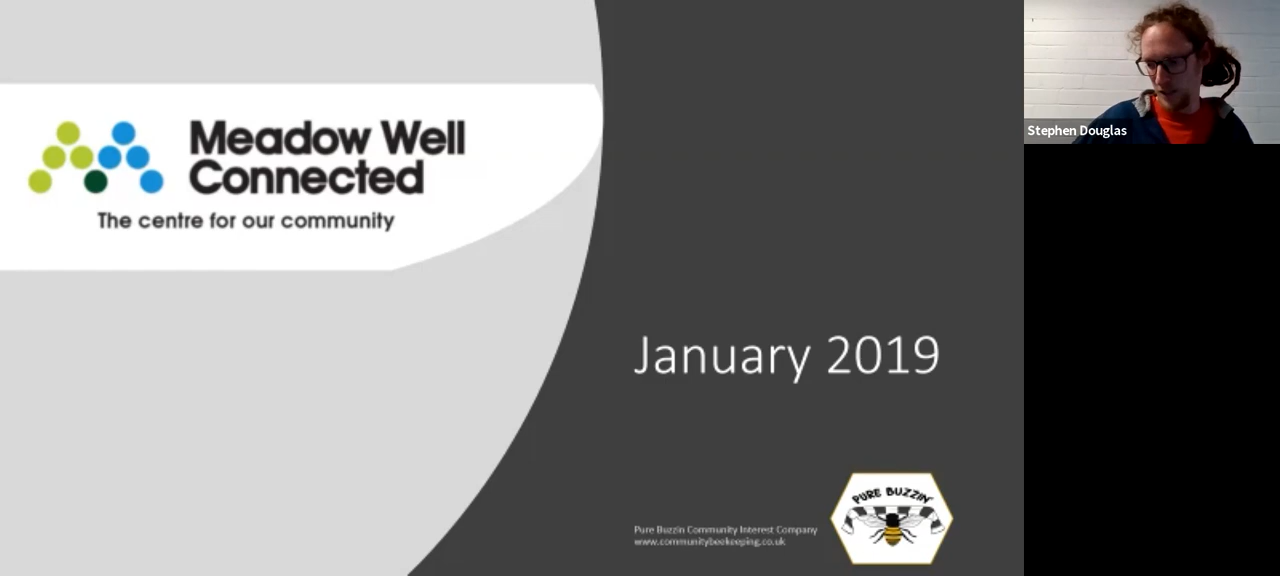 Meadow Well
Connected
The centre for our community
January 2019
Pure Buzzin Community Interest Company
www.communitybeekeeping.co.uk
PURE BUZZIN'
Stephen Douglas